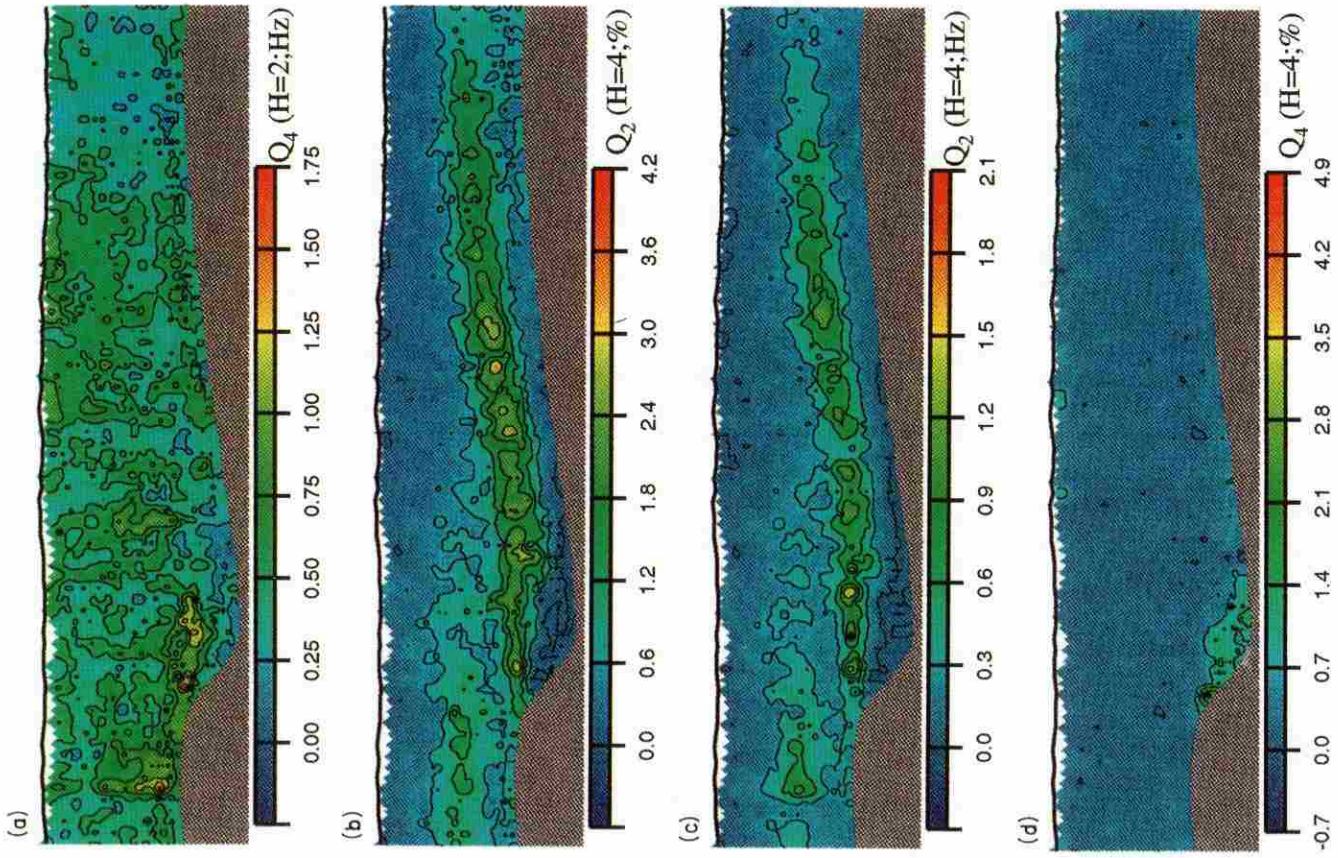 (a)
Q4 (H=2;Hz)
0.00 0.25 0.50 0.75 1.00 1.25 1.50 1.75
(b)
Q2 (H=4;%)
0.0 0.6 1.2 1.8 2.4 3.0 3.6 4.2
(c)
Q2 (H=4;Hz)
0.0 0.3 0.6 0.9 1.2 1.5 1.8 2.1
(d)
Q4 (H=4;%)
-0.7 0.0 0.7 1.4 2.1 2.8 3.5 4.2 4.9